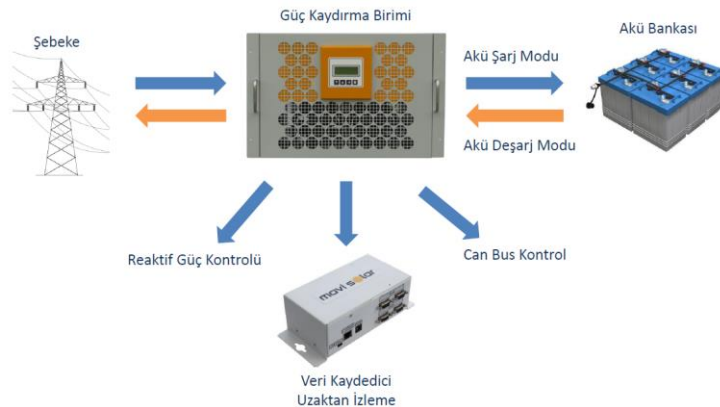 Güç Kaydırma Birimi
Şebeke
Akü Şarj Modu
Akü Bankası
Akü Deşarj Modu
Reaktif Güç Kontrolü
Can Bus Kontrol
mavi solar
Veri Kaydedici
Uzaktan İzleme